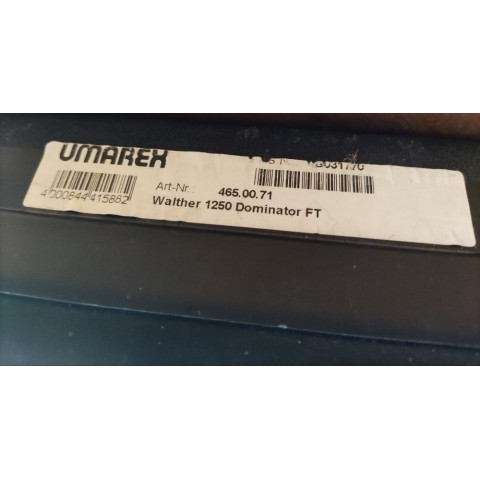 UMAREX
4000844415882
Art-Nr.: 465.00.71
Walther 1250 Dominator FT